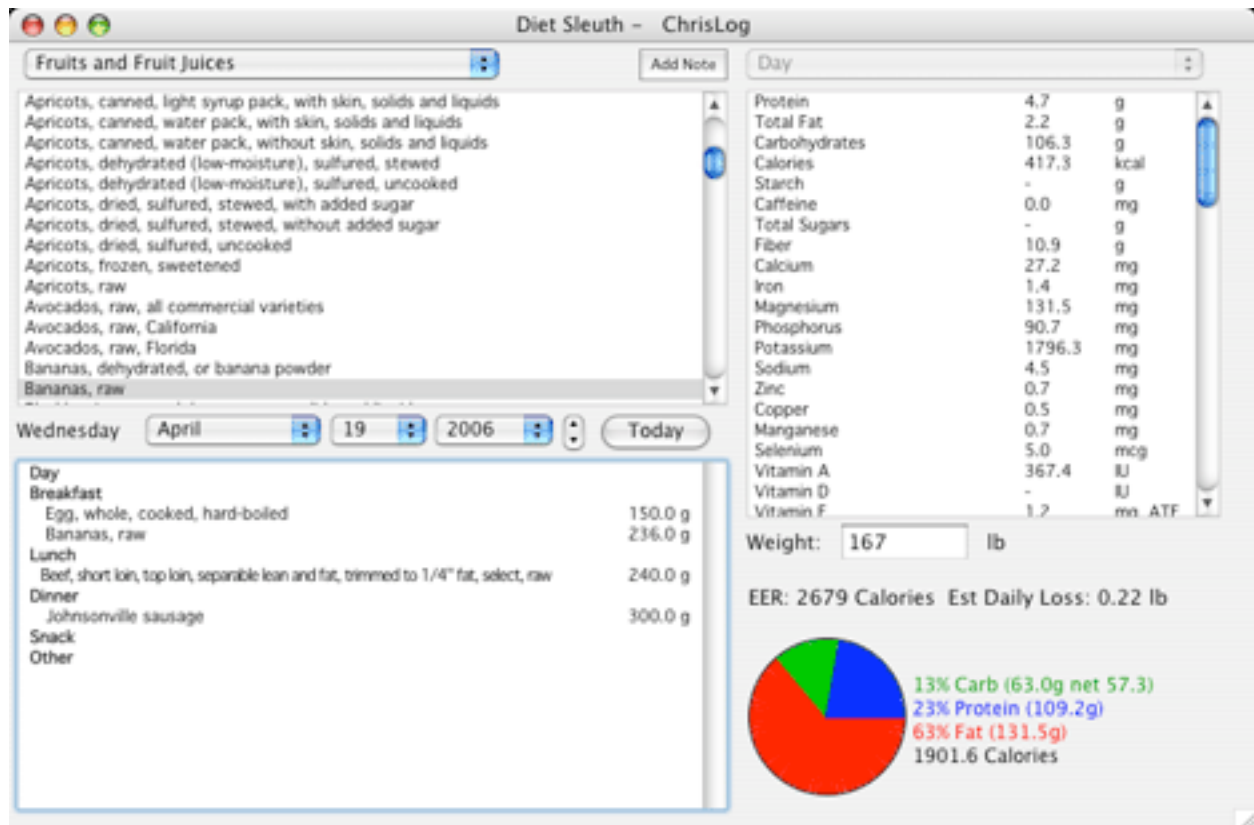 Diet Sleuth – ChrisLog
Fruits and Fruit Juices
Add Note
Day
Apricots, canned, light syrup pack, with skin, solids and liquids
Apricots, canned, water pack, with skin, solids and liquids
Apricots, canned, water pack, without skin, solids and liquids
Apricots, dehydrated (low-moisture), sulfured, stewed
Apricots, dehydrated (low-moisture), sulfured, uncooked
Apricots, dried, sulfured, stewed, with added sugar
Apricots, dried, sulfured, stewed, without added sugar
Apricots, dried, sulfured, uncooked
Apricots, frozen, sweetened
Apricots, raw
Avocados, raw, all commercial varieties
Avocados, raw, California
Avocados, raw, Florida
Bananas, dehydrated, or banana powder
Bananas, raw
Wednesday April 19 2006 Today
Day
Breakfast
Egg, whole, cooked, hard-boiled 150.0 g
Bananas, raw 236.0 g
Lunch
Beef, short loin, top loin, separable lean and fat, trimmed to 1/4" fat, select, raw 240.0 g
Dinner
Johnsonville sausage 300.0 g
Snack
Other
Protein 4.7 g
Total Fat 2.2 g
Carbohydrates 106.3 g
Calories 417.3 kcal
Starch - g
Caffeine 0.0 mg
Total Sugars - g
Fiber 10.9 g
Calcium 27.2 mg
Iron 1.4 mg
Magnesium 131.5 mg
Phosphorus 90.7 mg
Potassium 1796.3 mg
Sodium 4.5 mg
Zinc 0.7 mg
Copper 0.5 mg
Manganese 0.7 mg
Selenium 5.0 mcg
Vitamin A 367.4 IU
Vitamin D - IU
Vitamin E 1.2 mg_ATE
Weight: 167 lb
EER: 2679 Calories Est Daily Loss: 0.22 lb
13% Carb (63.0g net 57.3)
23% Protein (109.2g)
63% Fat (131.5g)
1901.6 Calories